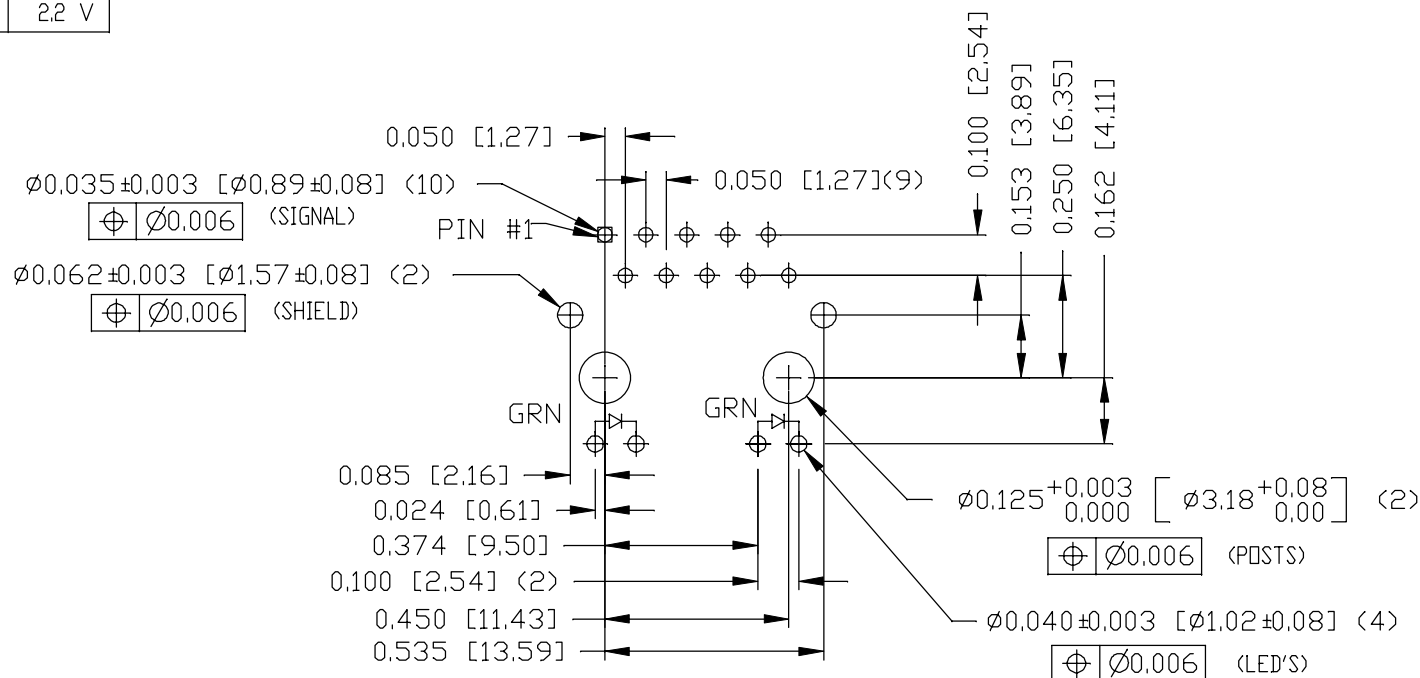 2.2 V
0.050 [1.27]
0.050 [1.27](9)
0.100 [2.54]
0.153 [3.89]
0.250 [6.35]
0.162 [4.11]
Ø0.035±0.003 [Ø0.89±0.08] (10)
Ø0.006 (SIGNAL)
PIN #1
Ø0.062±0.003 [Ø1.57±0.08] (2)
Ø0.006 (SHIELD)
GRN
GRN
0.085 [2.16]
0.024 [0.61]
0.374 [9.50]
0.100 [2.54] (2)
0.450 [11.43]
0.535 [13.59]
Ø0.125 +0.003 0.000 [Ø3.18 +0.08 0.00] (2)
Ø0.006 (POSTS)
Ø0.040±0.003 [Ø1.02±0.08] (4)
Ø0.006 (LED'S)